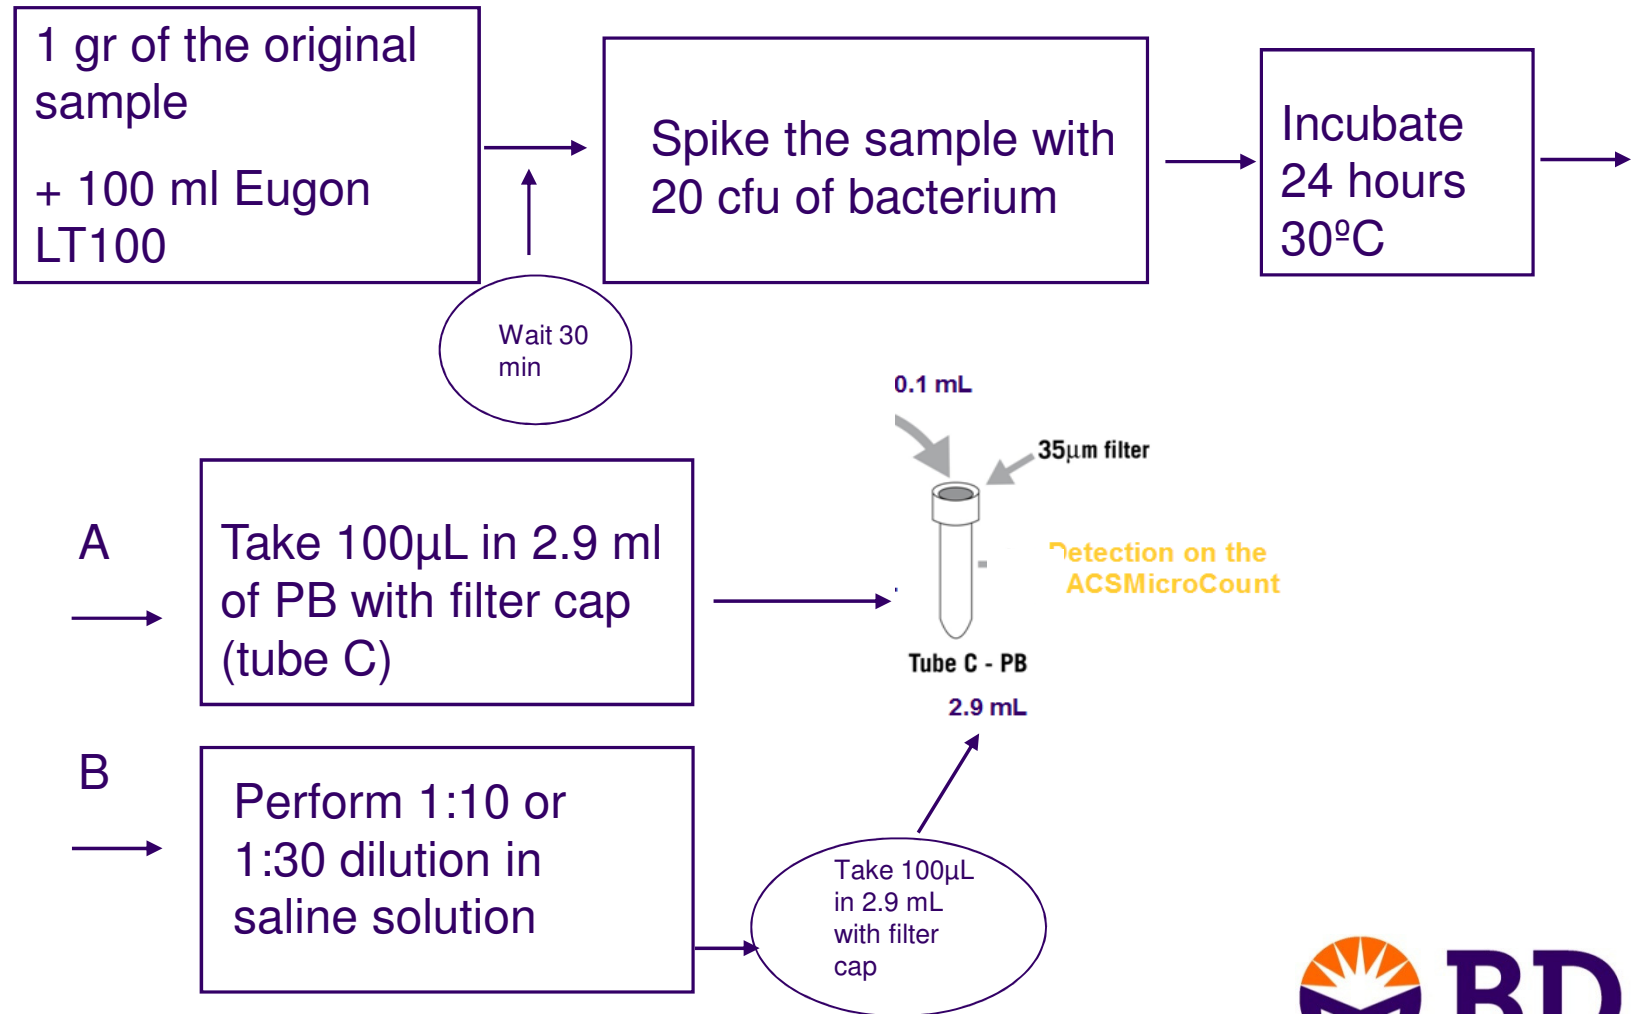 1 gr of the original
sample
+ 100 ml Eugon
LT100
Spike the sample with
20 cfu of bacterium
Incubate
24 hours
30ºC
Wait 30
min
0.1 mL
35µm filter
A
Take 100µL in 2.9 ml
of PB with filter cap
(tube C)
Detection on the
ACSMicroCount
Tube C - PB
2.9 mL
B
Perform 1:10 or
1:30 dilution in
saline solution
Take 100µL
in 2.9 mL
with filter
cap
BD